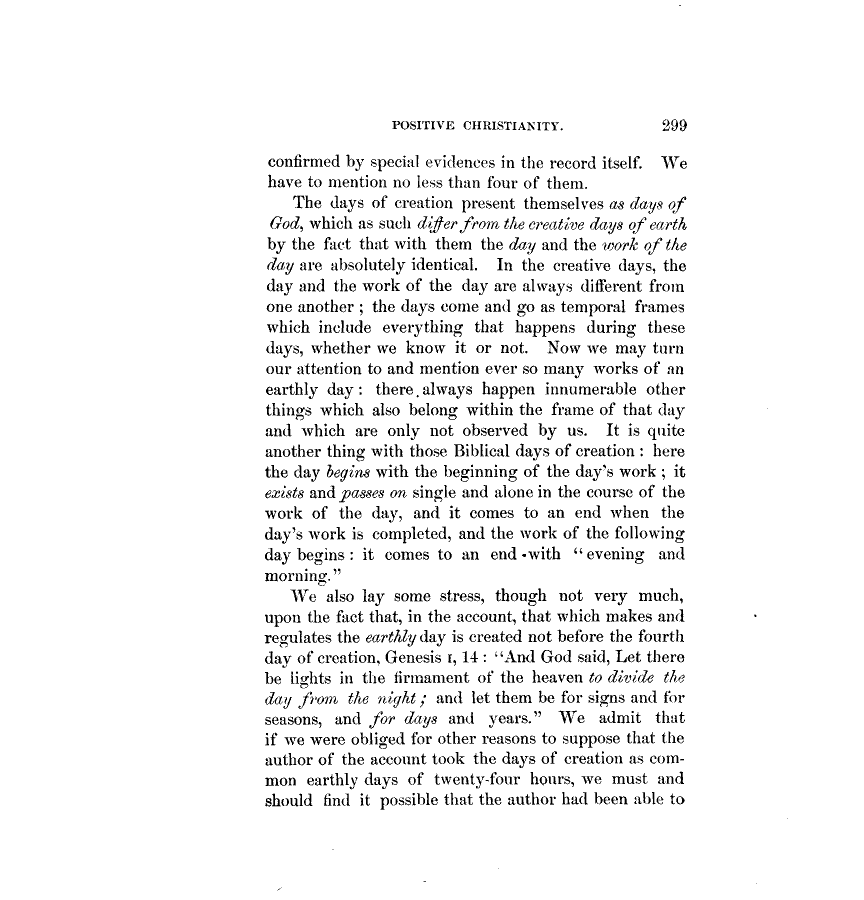 POSITIVE CHRISTIANITY. 299
confirmed by special evidences in the record itself. We
have to mention no less than four of them.
The days of creation present themselves as days of
God, which as such differ from the creative days of earth
by the fact that with them the day and the work of the
day are absolutely identical. In the creative days, the
day and the work of the day are always different from
one another ; the days come and go as temporal frames
which include everything that happens during these
days, whether we know it or not. Now we may turn
our attention to and mention ever so many works of an
earthly day : there always happen innumerable other
things which also belong within the frame of that day
and which are only not observed by us. It is quite
another thing with those Biblical days of creation : here
the day begins with the beginning of the day's work ; it
exists and passes on single and alone in the course of the
work of the day, and it comes to an end when the
day's work is completed, and the work of the following
day begins : it comes to an end with “evening and
morning.”
We also lay some stress, though not very much,
upon the fact that, in the account, that which makes and
regulates the earthly day is created not before the fourth
day of creation, Genesis I, 14 : “And God said, Let there
be lights in the firmament of the heaven to divide the
day from the night ; and let them be for signs and for
seasons, and for days and years.” We admit that
if we were obliged for other reasons to suppose that the
author of the account took the days of creation as com-
mon earthly days of twenty-four hours, we must and
should find it possible that the author had been able to